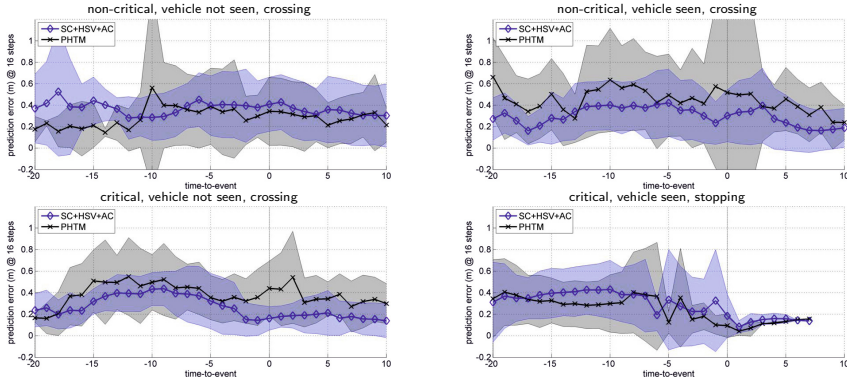 non-critical, vehicle not seen, crossing
SC+HSV+AC
PHTM
prediction error (m) @ 16 steps
1
0.8
0.6
0.4
0.2
0
-0.2
-20 -15 -10 -5 0 5 10
time-to-event
non-critical, vehicle seen, crossing
SC+HSV+AC
PHTM
prediction error (m) @ 16 steps
1
0.8
0.6
0.4
0.2
0
-0.2
-20 -15 -10 -5 0 5 10
time-to-event
critical, vehicle not seen, crossing
SC+HSV+AC
PHTM
prediction error (m) @ 16 steps
1
0.8
0.6
0.4
0.2
0
-0.2
-20 -15 -10 -5 0 5 10
time-to-event
critical, vehicle seen, stopping
SC+HSV+AC
PHTM
prediction error (m) @ 16 steps
1
0.8
0.6
0.4
0.2
0
-0.2
-20 -15 -10 -5 0 5 10
time-to-event